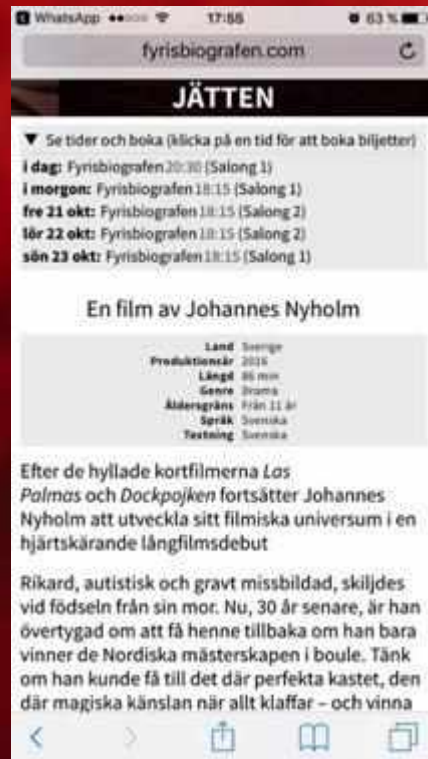 WhatsApp 17:55 63 %
fyrisbiografen.com
JÄTTEN
▼ Se tider och boka (klicka på en tid för att boka biljetter)
i dag: Fyrisbiografen 20:30 (Salong 1)
i morgon: Fyrisbiografen 18:15 (Salong 1)
fre 21 okt: Fyrisbiografen 18:15 (Salong 2)
lör 22 okt: Fyrisbiografen 18:15 (Salong 2)
sön 23 okt: Fyrisbiografen 18:15 (Salong 1)
En film av Johannes Nyholm
Land Sverige
Produktionsår 2016
Längd 86 min
Genre Drama
Åldersgräns Från 11 år
Språk Svenska
Textning Svenska
Efter de hyllade kortfilmerna Las
Palmas och Dockpojken fortsätter Johannes
Nyholm att utveckla sitt filmiska universum i en
hjärtskärande långfilmsdebut
Rikard, autistisk och gravt missbildad, skiljdes
vid födseln från sin mor. Nu, 30 år senare, är han
övertygad om att få henne tillbaka om han bara
vinner de Nordiska mästerskapen i boule. Tänk
om han kunde få till det där perfekta kastet, den
där magiska känslan när allt klaffar – och vinna